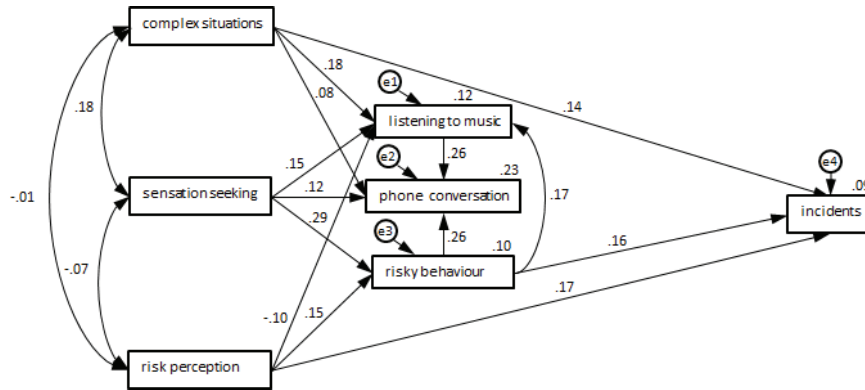 complex situations
.18
e1
.12
.08
.14
listening to music
.18
.15
e2
.26
.23
e4
sensation seeking
.12
phone conversation
.09
-.01
.17
incidents
.29
e3
.26
.10
-.07
risky behaviour
.16
-.10
.15
.17
risk perception